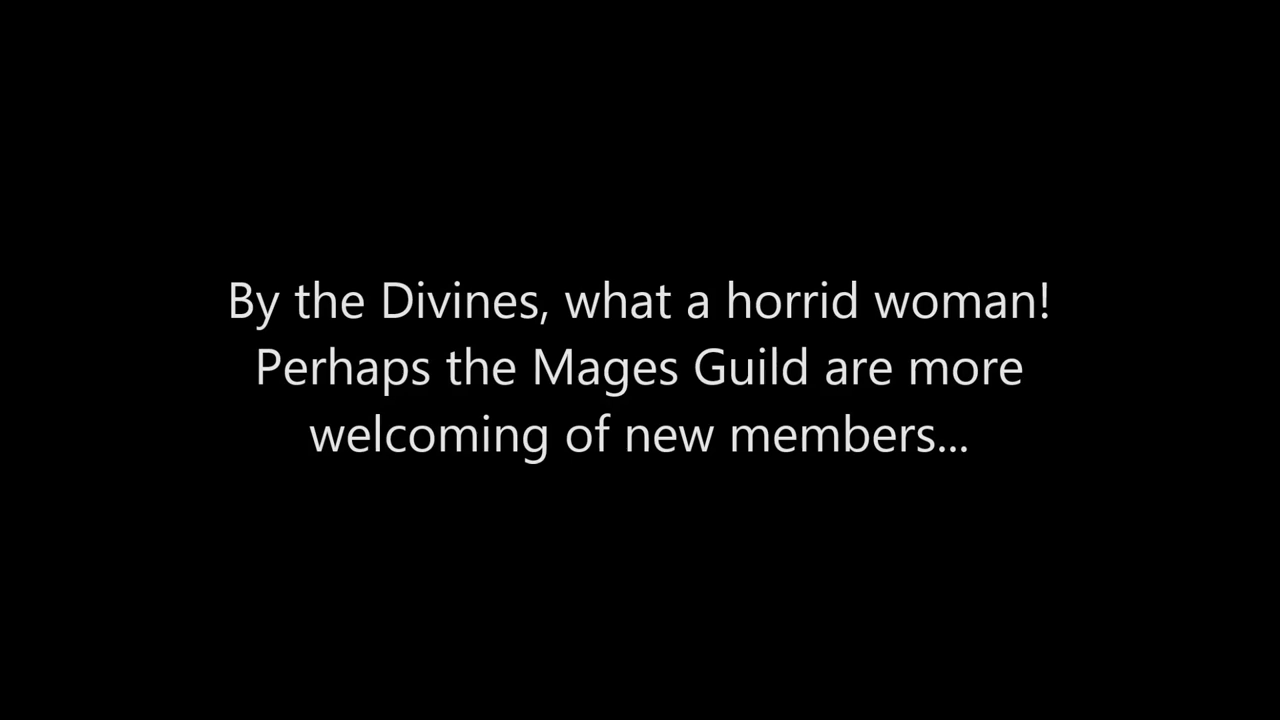 By the Divines, what a horrid woman!
Perhaps the Mages Guild are more
welcoming of new members...